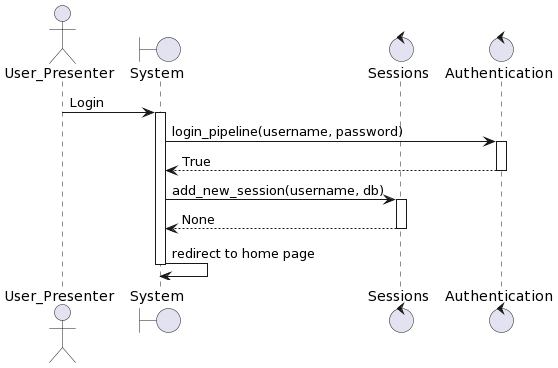 User_Presenter System Sessions Authentication
Login
login_pipeline(username, password)
True
add_new_session(username, db)
None
redirect to home page
User_Presenter System Sessions Authentication